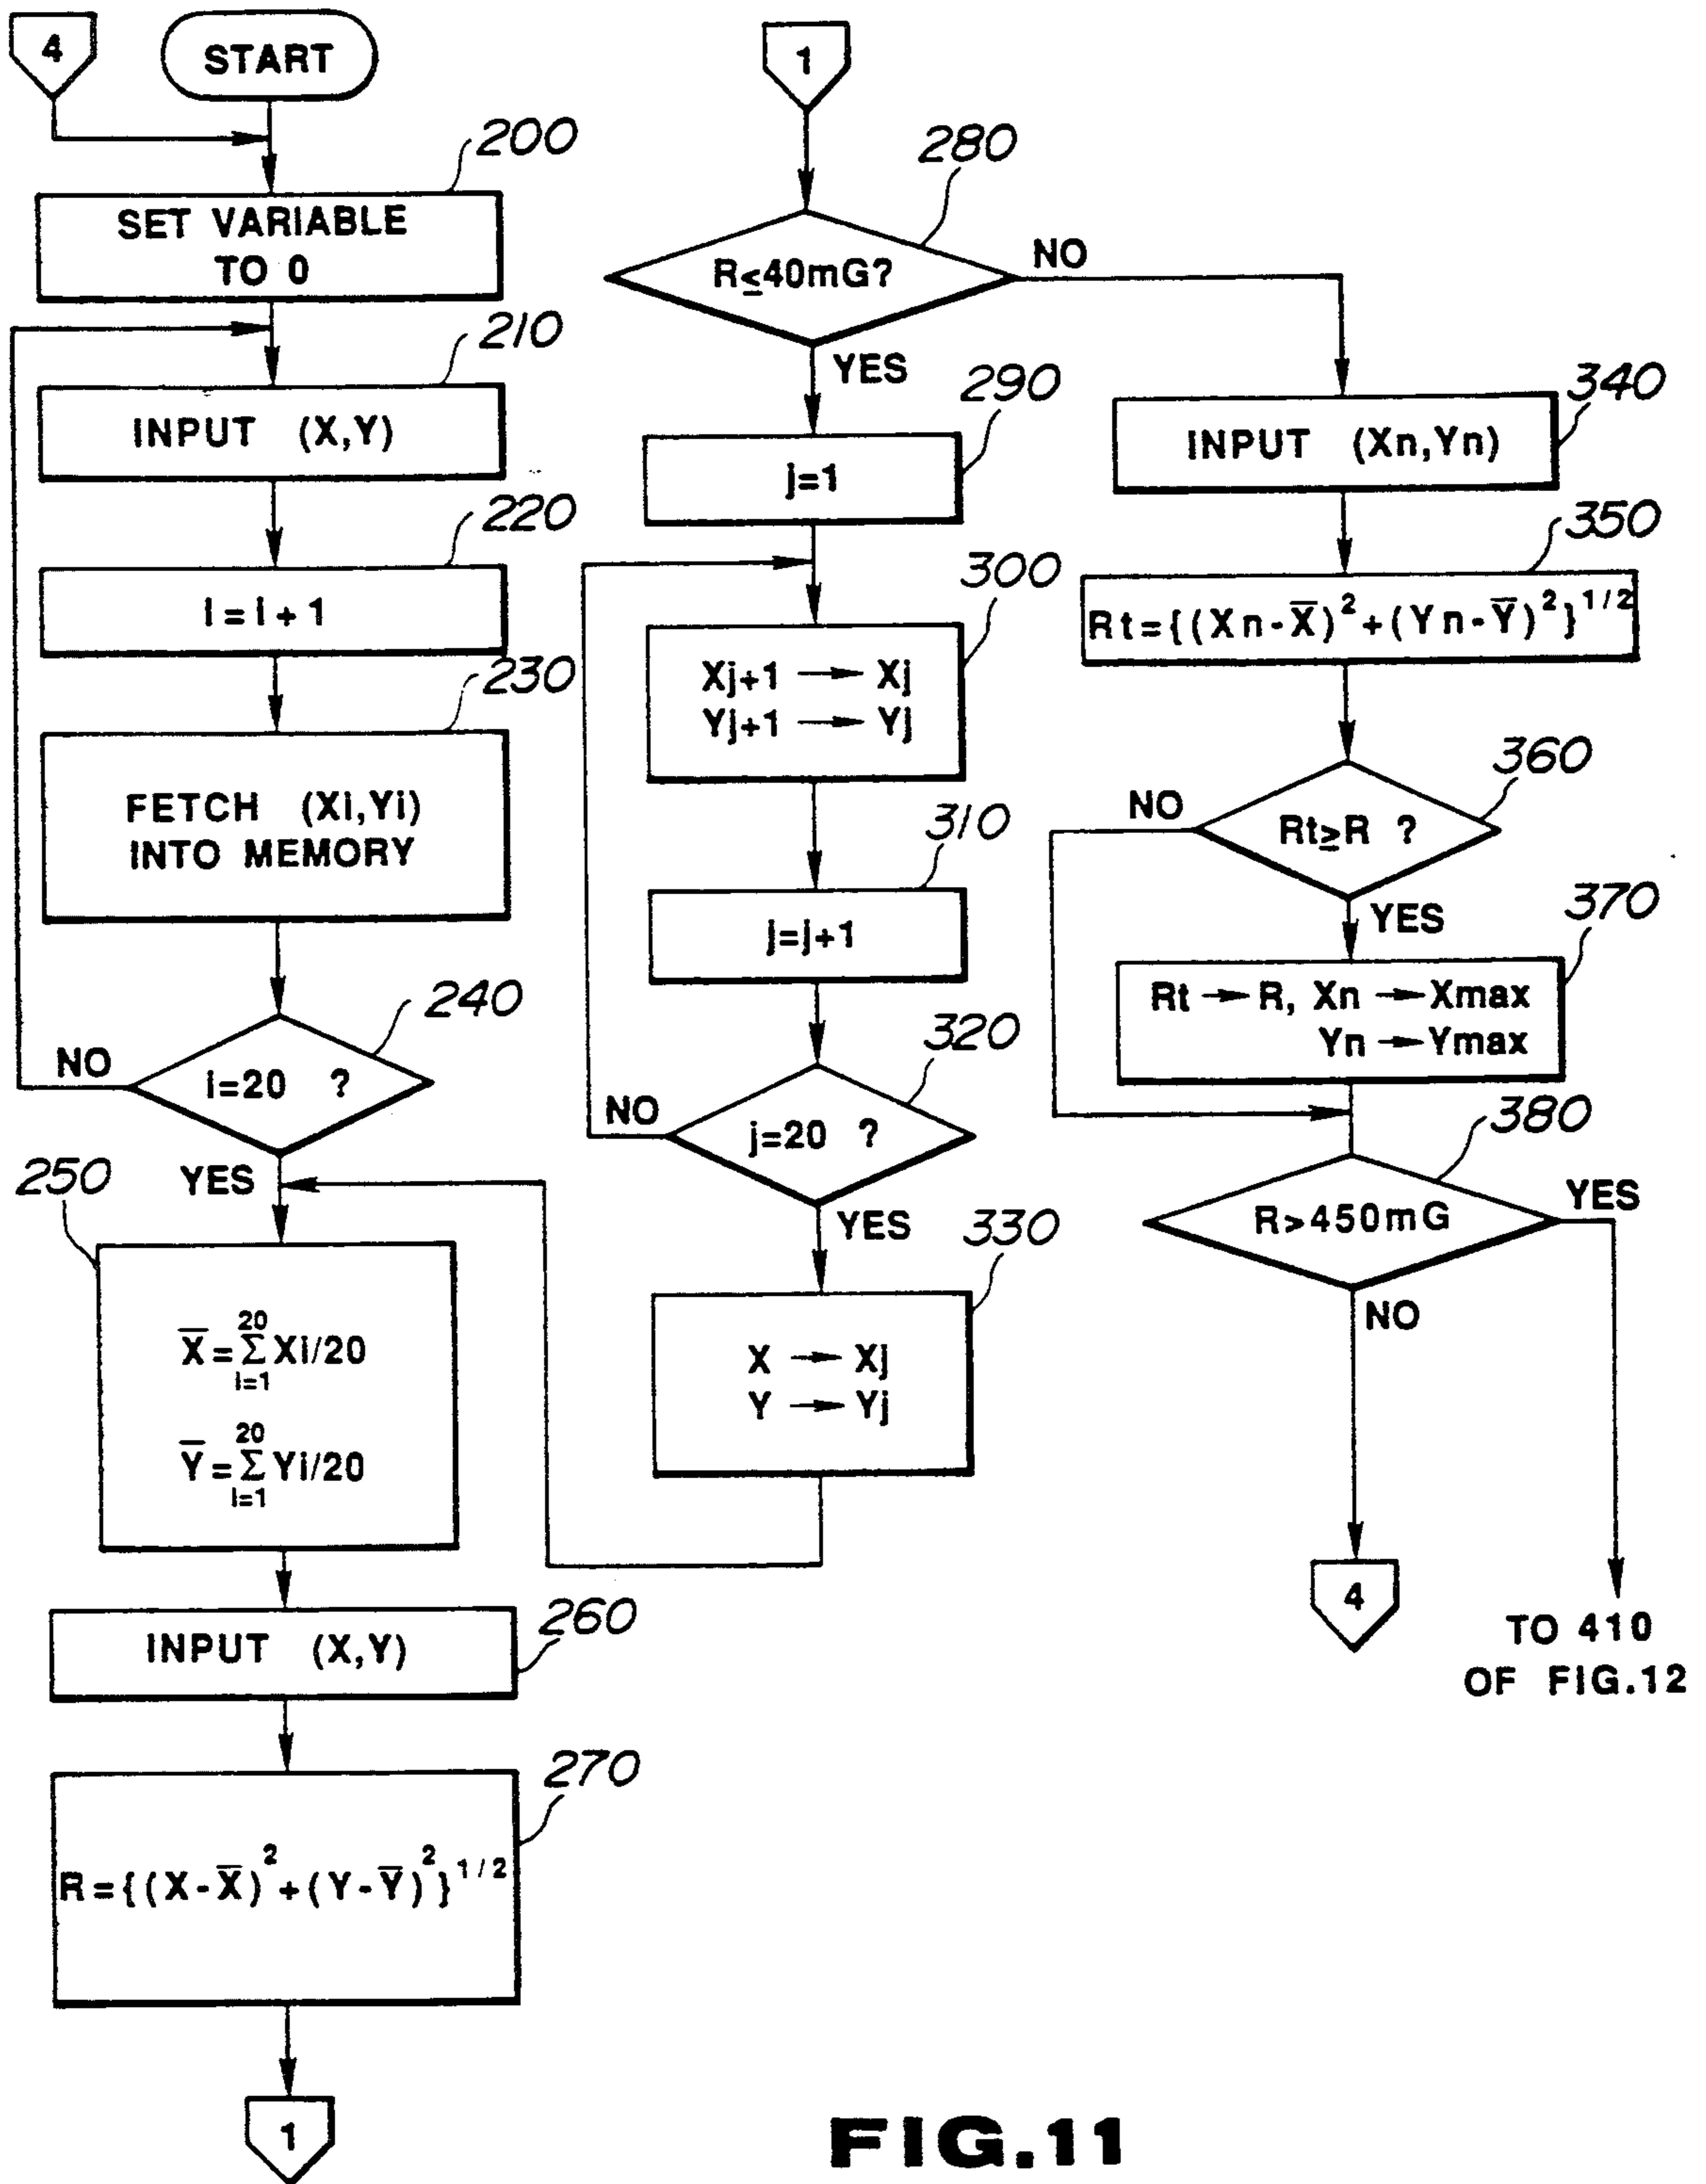 4
START
200
SET VARIABLE
TO 0
210
INPUT (X,Y)
220
i=i+1
230
FETCH (Xi,Yi)
INTO MEMORY
240
NO
i=20 ?
YES
250
X̅=Σ²⁰ᵢ₌₁Xi/20
Y̅=Σ²⁰ᵢ₌₁Yi/20
260
INPUT (X,Y)
270
R={(X-X̅)²+(Y-Y̅)²}^1/2
1
1
280
R≤40mG?
NO
YES
290
j=1
300
Xj+1→Xj
Yj+1→Yj
310
j=j+1
320
NO
j=20 ?
YES
330
X→Xj
Y→Yj
340
INPUT (Xn,Yn)
350
Rt={(Xn-X̅)²+(Yn-Y̅)²}^1/2
360
NO
Rt≥R ?
YES
370
Rt→R, Xn→Xmax
Yn→Ymax
380
YES
R>450mG
NO
4
TO 410
OF FIG.12
FIG.11